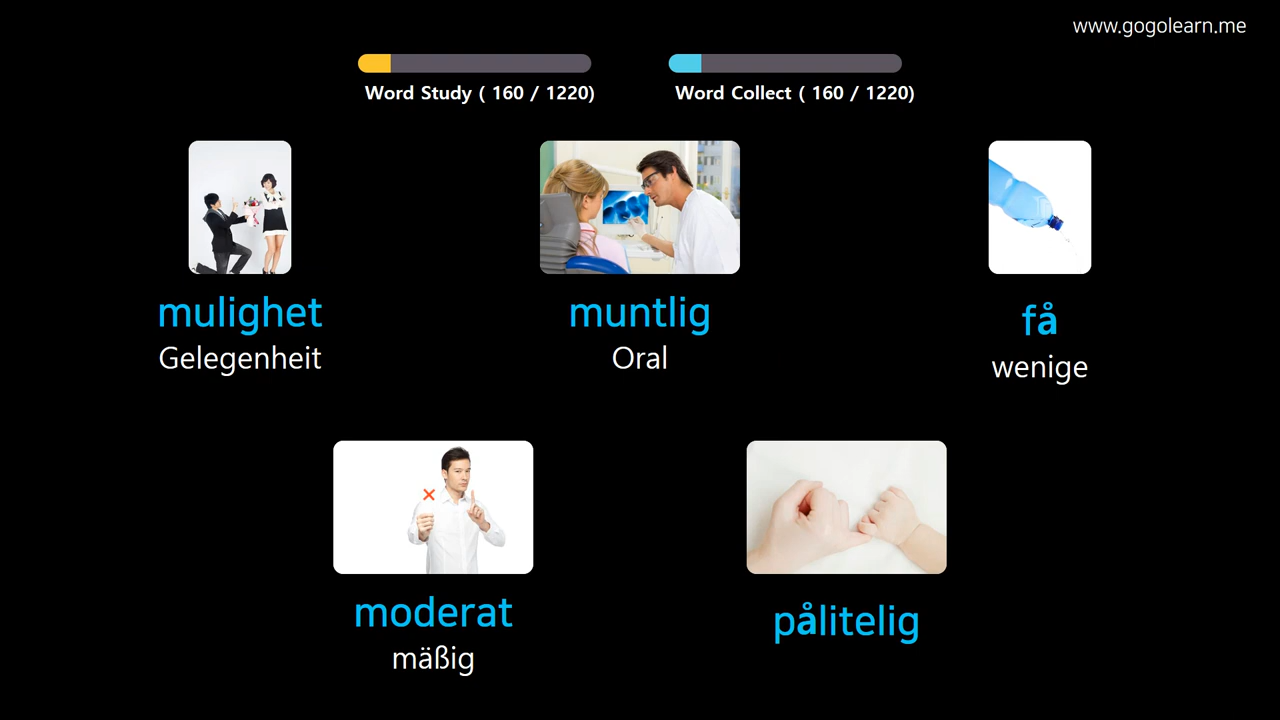 www.gogolearn.me
Word Study ( 160 / 1220)
Word Collect ( 160 / 1220)
mulighet
Gelegenheit
muntlig
Oral
få
wenige
moderat
mäßig
pålitelig